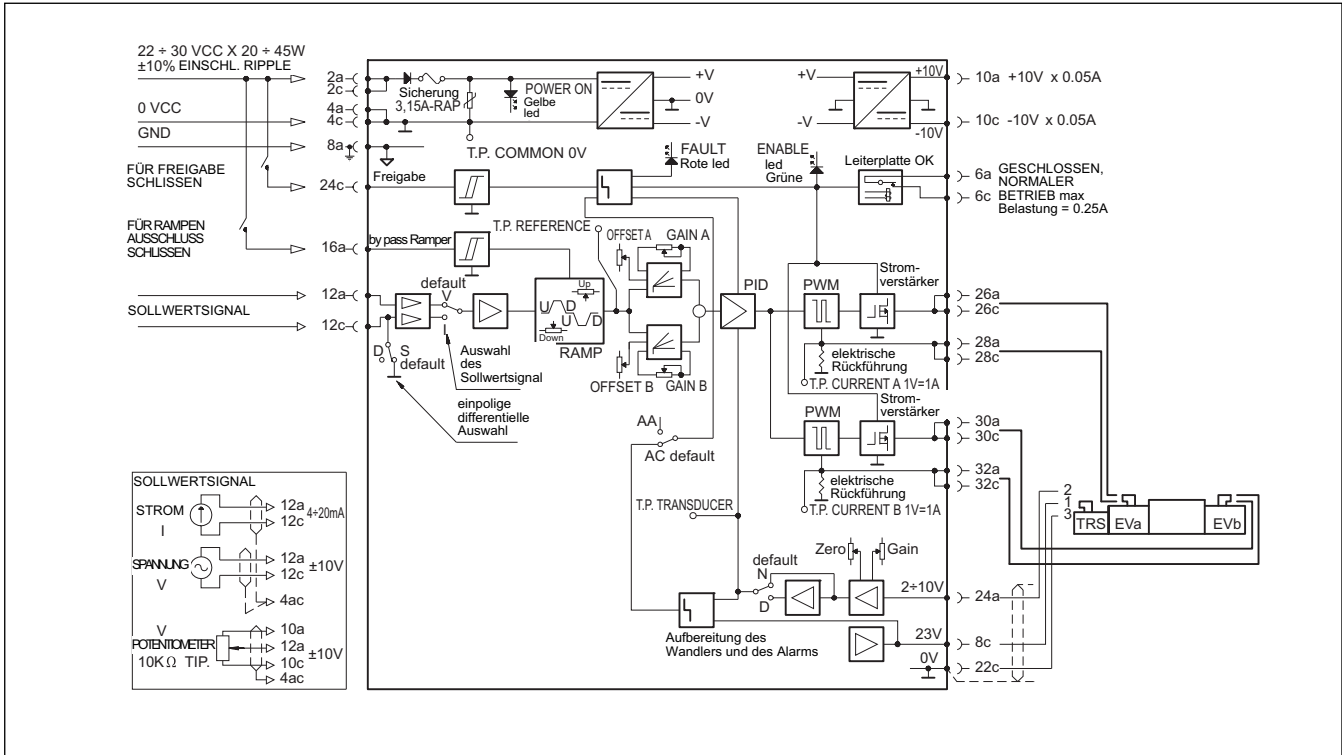 22 ÷ 30 VCC X 20 ÷ 45W
±10% EINSCHL. RIPPLE
2a
2c
0 VCC
4a
4c
GND
8a
FÜR FREIGABE
SCHLISSEN
24c
FÜR RAMPEN
AUSSCHLUSS
SCHLISSEN
16a
SOLLWERTSIGNAL
12a
12c
Sicherung
3,15A-RAP
POWER ON
Gelbe
led
+V
0V
-V
+V
-V
+10V
-10V
10a +10V x 0.05A
10c -10V x 0.05A
T.P. COMMON 0V
FAULT
Rote led
ENABLE
led
Grüne
Leiterplatte OK
6a GESCHLOSSEN,
NORMALER
6c BETRIEB max
Belastung = 0.25A
Freigabe
by pass Ramper
T.P. REFERENCE
OFFSET A
GAIN A
default
V
I
Up
U D
U D
Down
RAMP
D
S
default
Auswahl
des
Sollwertsignal
einpolige
differentielle
Auswahl
OFFSET B
GAIN B
PID
PWM
Strom-
verstärker
26a
26c
28a
28c
elektrische
Rückführung
T.P. CURRENT A 1V=1A
Strom-
verstärker
PWM
30a
30c
32a
32c
elektrische
Rückführung
T.P. CURRENT B 1V=1A
AA
AC default
T.P. TRANSDUCER
default
N
D
Zero
Gain
2÷10V
24a
23V
8c
0V
22c
Aufbereitung des
Wandlers und des Alarms
2
1
3
TRS
EVa
EVb
SOLLWERTSIGNAL
STROM
I
12a
12c
4÷20mA
SPANNUNG
V
12a
12c
±10V
4ac
V
POTENTIOMETER
10KΩ TIP.
10a
12a
10c
±10V
4ac